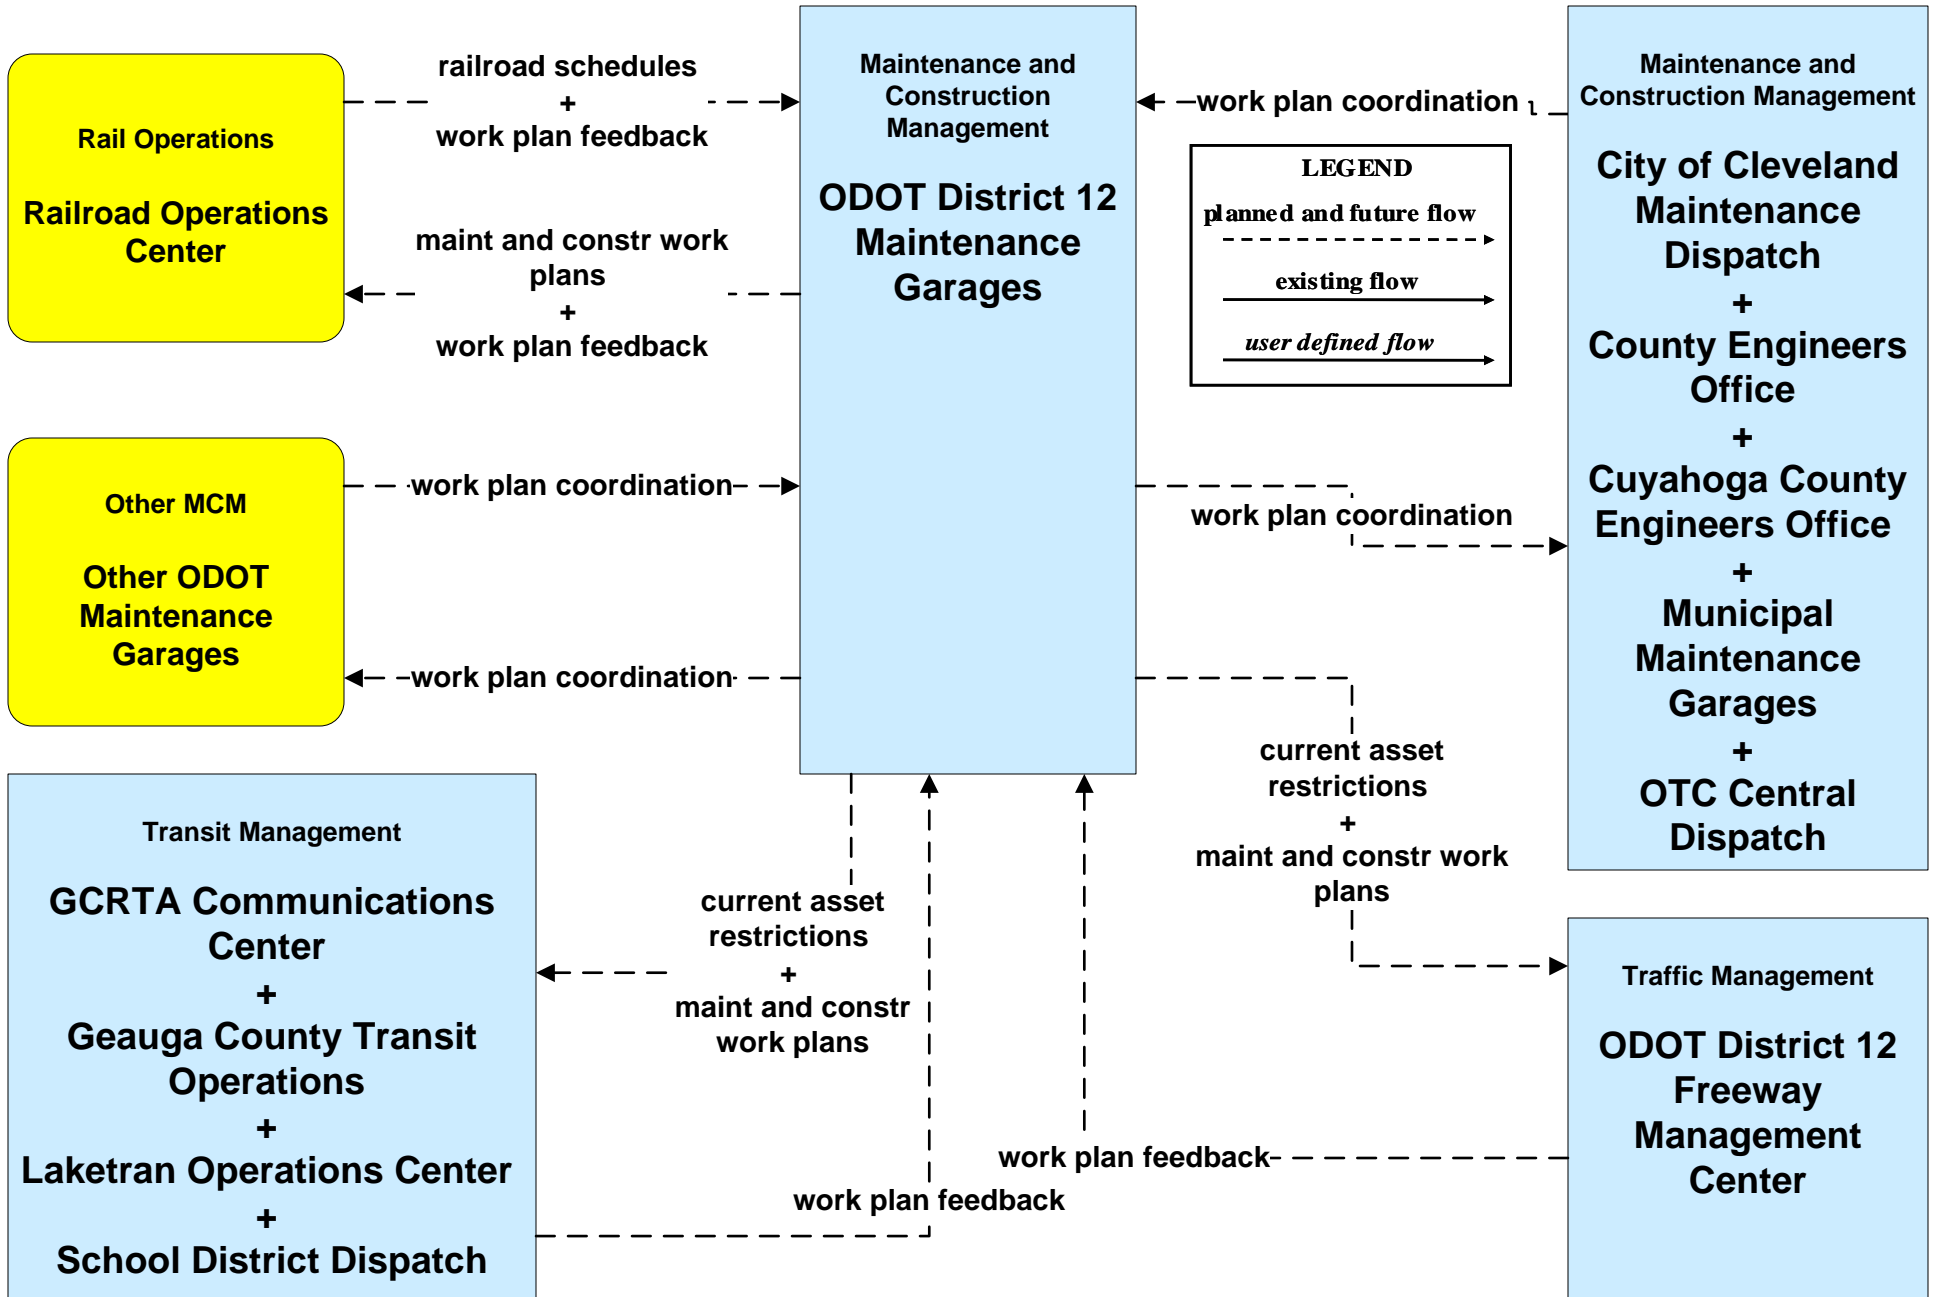 Rail Operations
Railroad Operations
Center
railroad schedules
+
work plan feedback
maint and constr work
plans
+
work plan feedback
Maintenance and
Construction
Management
ODOT District 12
Maintenance
Garages
work plan coordination
LEGEND
planned and future flow
existing flow
user defined flow
Maintenance and
Construction Management
City of Cleveland
Maintenance
Dispatch
+
County Engineers
Office
+
Cuyahoga County
Engineers Office
+
Municipal
Maintenance
Garages
+
OTC Central
Dispatch
Other MCM
Other ODOT
Maintenance
Garages
work plan coordination
work plan coordination
work plan coordination
current asset
restrictions
+
maint and constr work
plans
Transit Management
GCRTA Communications
Center
+
Geauga County Transit
Operations
+
Laketran Operations Center
+
School District Dispatch
current asset
restrictions
+
maint and constr
work plans
work plan feedback
work plan feedback
Traffic Management
ODOT District 12
Freeway
Management
Center